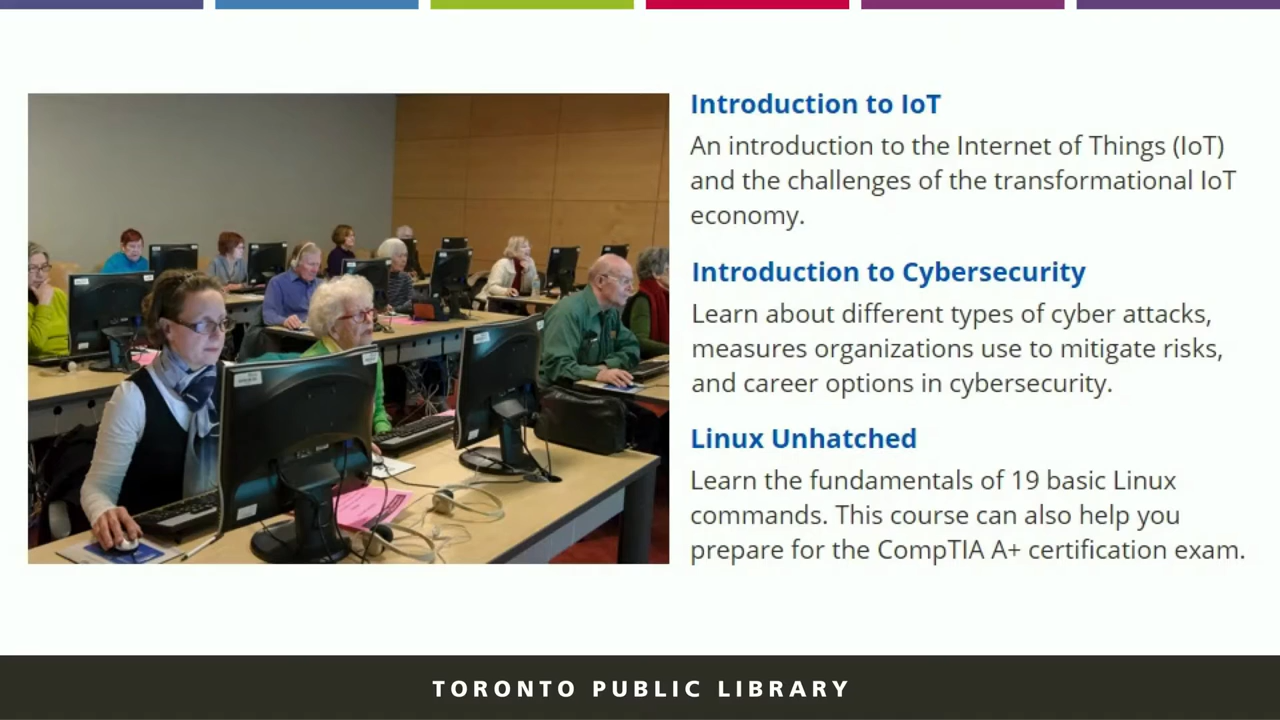 Introduction to IoT
An introduction to the Internet of Things (IoT)
and the challenges of the transformational IoT
economy.
Introduction to Cybersecurity
Learn about different types of cyber attacks,
measures organizations use to mitigate risks,
and career options in cybersecurity.
Linux Unhatched
Learn the fundamentals of 19 basic Linux
commands. This course can also help you
prepare for the CompTIA A+ certification exam.
TORONTO PUBLIC LIBRARY